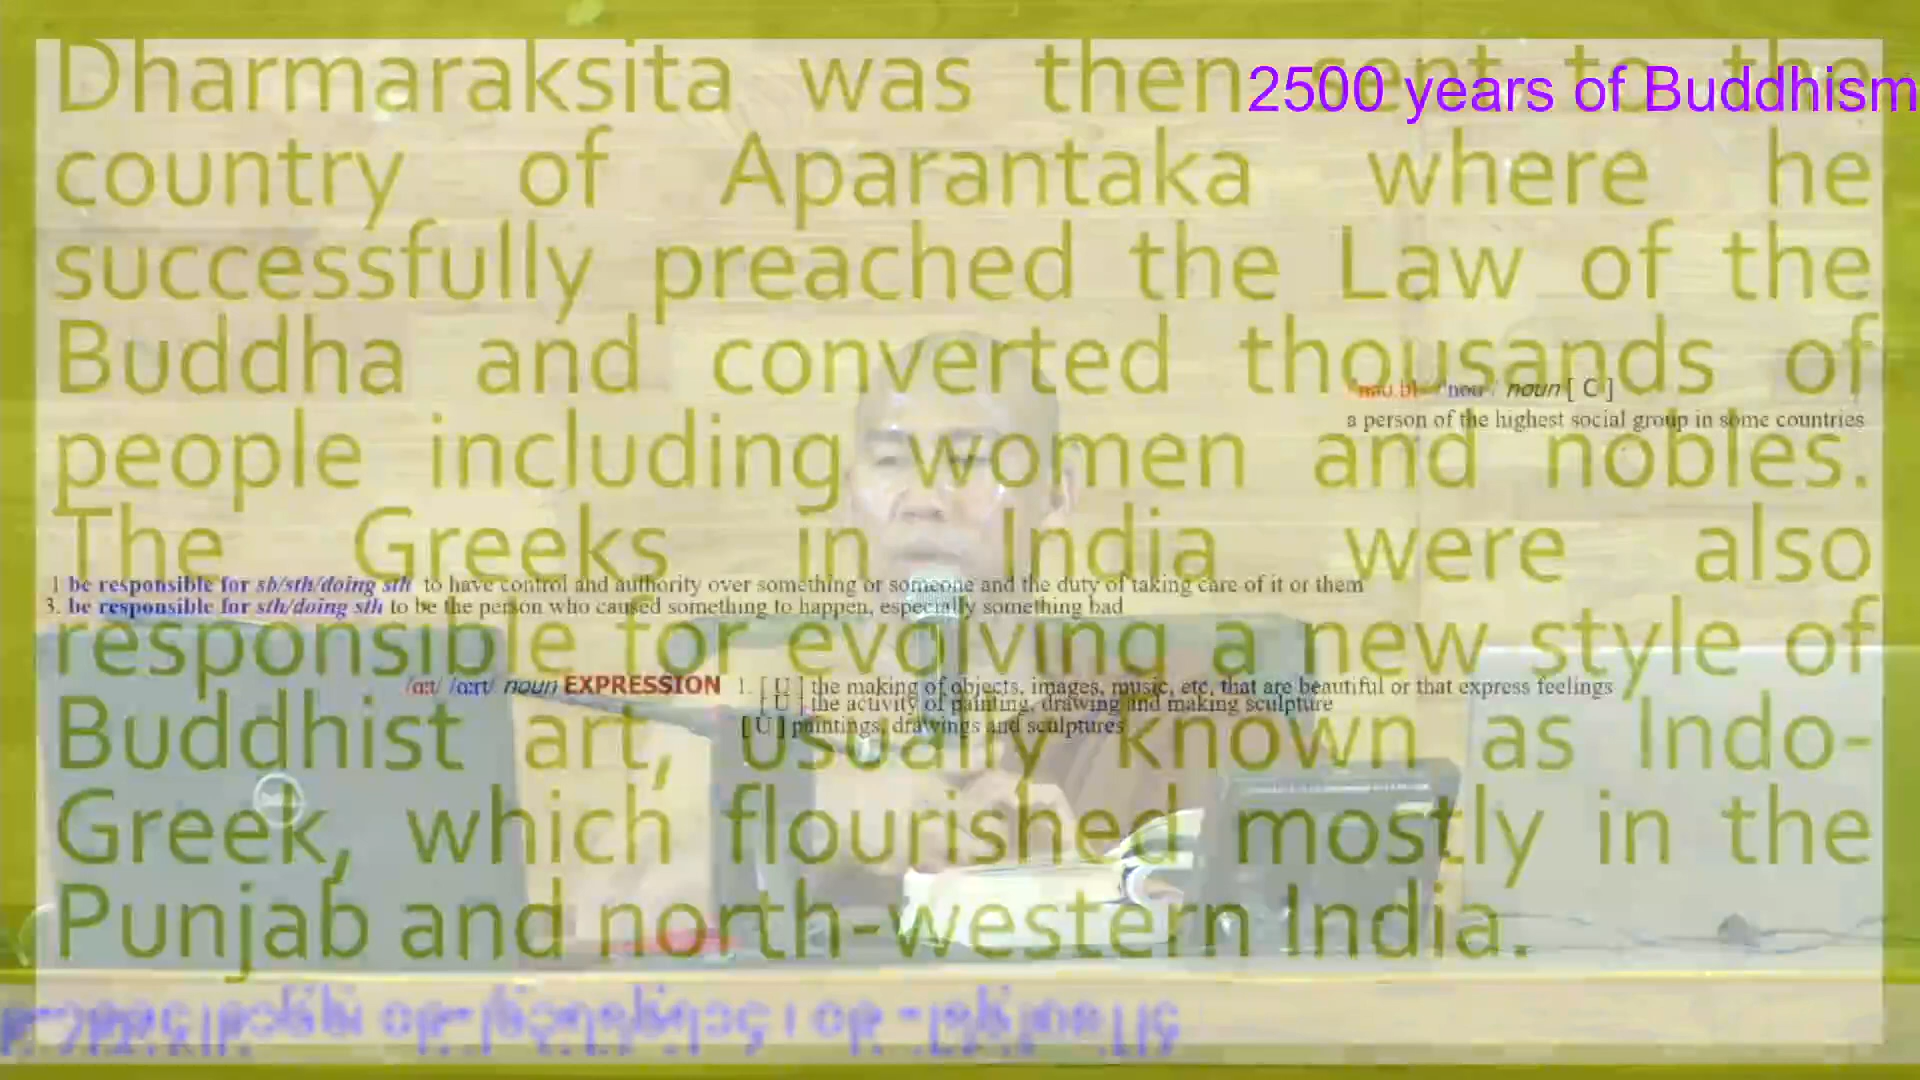 Dharmaraksita was then sent to the
2500 years of Buddhism
country of Aparantaka where he
successfully preached the Law of the
Buddha and converted thousands of
noun [ C ]
a person of the highest social group in some countries
people including women and nobles.
The Greeks in India were also
1 be responsible for sb/sth/doing sth to have control and authority over something or someone and the duty of taking care of it or them
3. be responsible for sth/doing sth to be the person who caused something to happen, especially something bad
responsible for evolving a new style of
/ɑːt/ /ɑːrt/ noun EXPRESSION 1. [ U ] the making of objects, images, music, etc. that are beautiful or that express feelings
[ U ] the activity of painting, drawing and making sculpture
[ U ] paintings, drawings and sculptures
Buddhist art, usually known as Indo-
Greek, which flourished mostly in the
Punjab and north-western India.